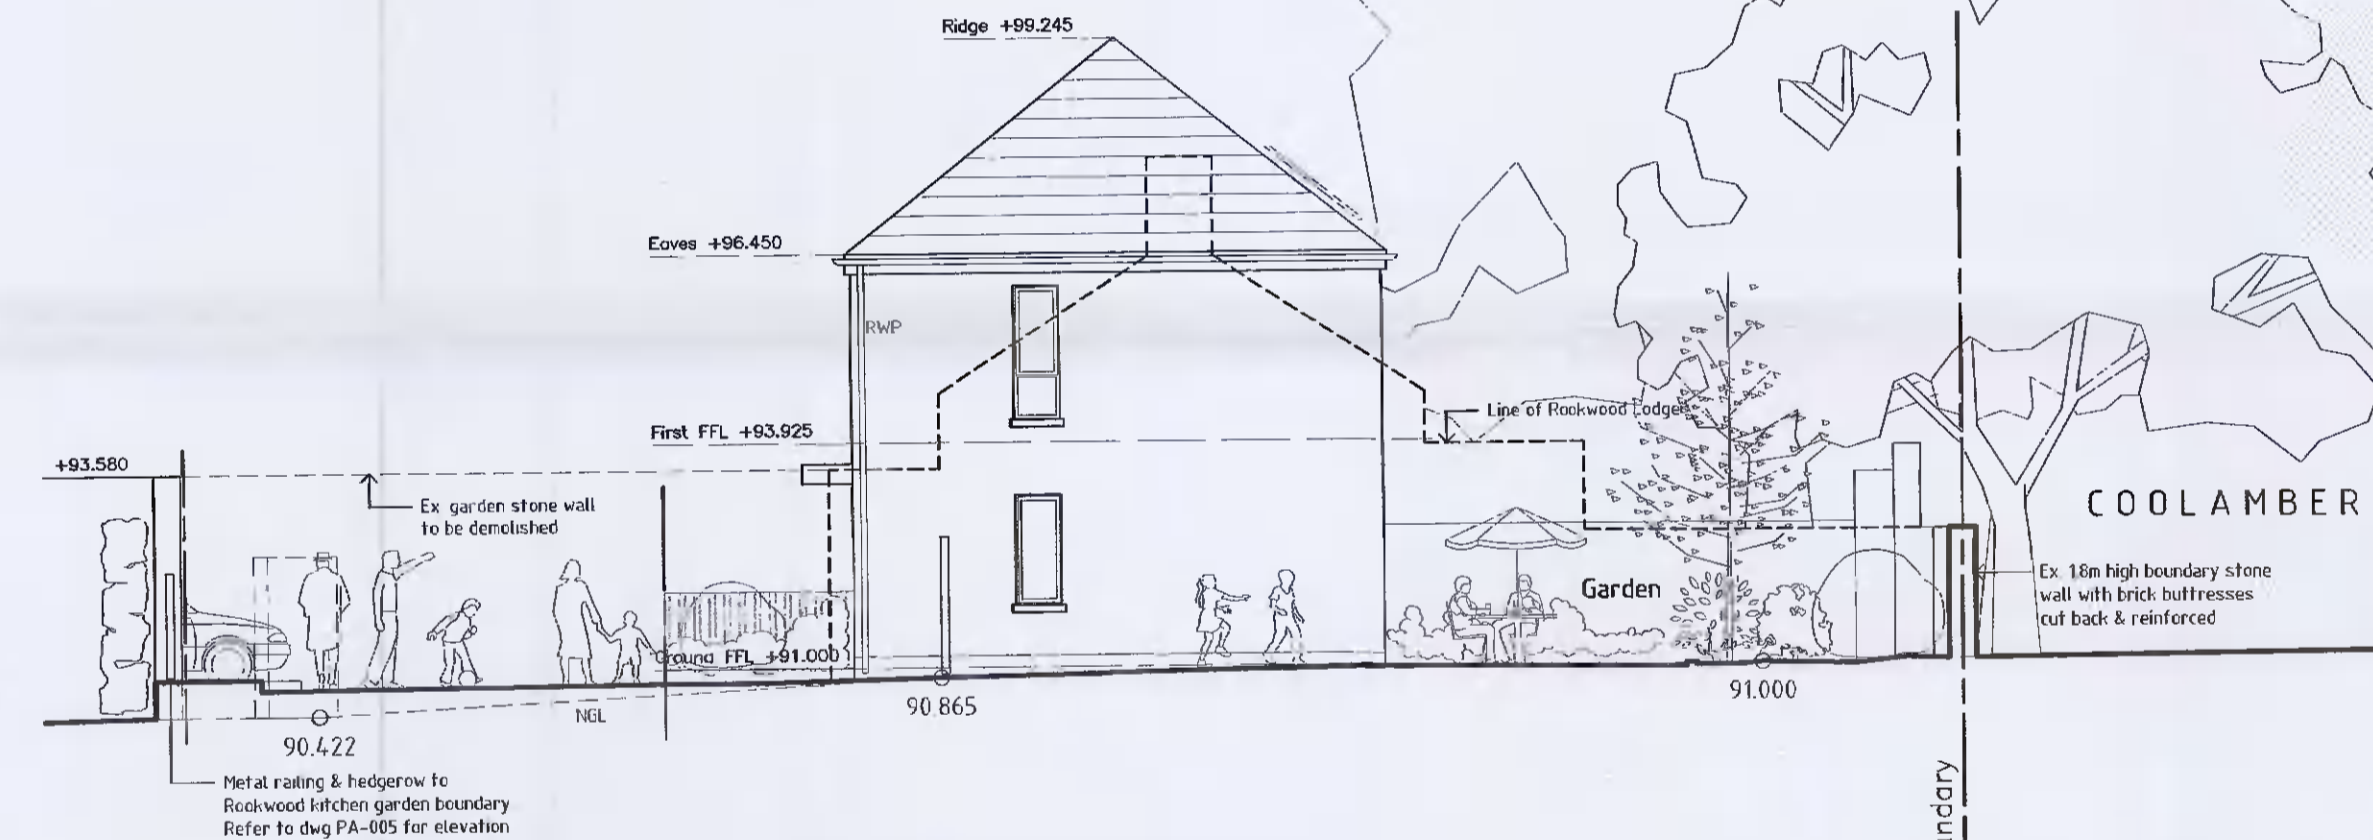 Ridge +99.245
Eaves +96.450
RWP
First FFL +93.925
Line of Rookwood Lodge
+93.580
Ex garden stone wall
to be demolished
COOLAMBER
Garden
Ex. 1.8m high boundary stone
wall with brick buttresses
cut back & reinforced
Ground FFL +91.000
91.000
90.865
NGL
90.422
Metal railing & hedgerow to
Rookwood kitchen garden boundary
Refer to dwg PA-005 for elevation
ndary